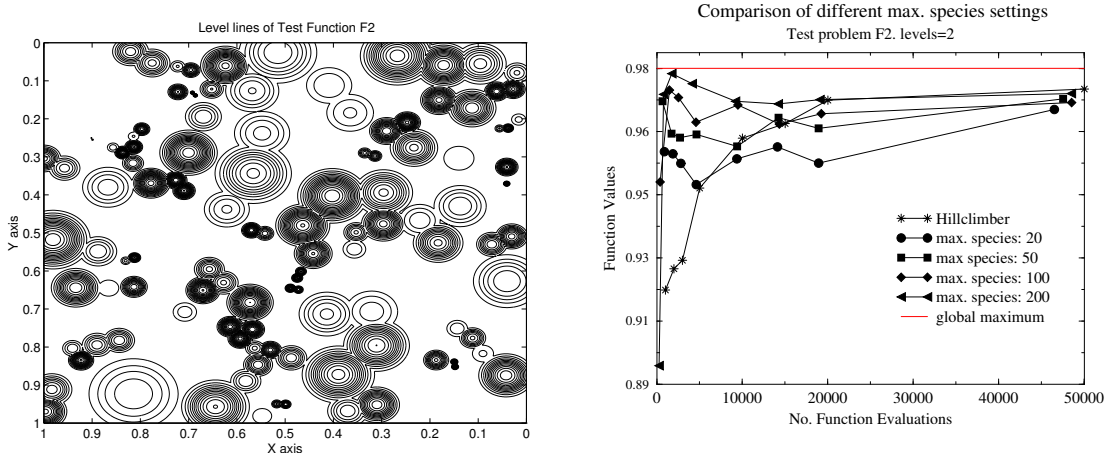 Level lines of Test Function F2
0
0.1
0.2
0.3
0.4
0.5
0.6
0.7
0.8
0.9
1
Y axis
1 0.9 0.8 0.7 0.6 0.5 0.4 0.3 0.2 0.1 0
X axis
Comparison of different max. species settings
Test problem F2. levels=2
0.98
0.96
0.95
0.93
0.91
0.89
Function Values
Hillclimber
max. species: 20
max. species: 50
max. species: 100
max. species: 200
global maximum
0 10000 20000 30000 40000 50000
No. Function Evaluations